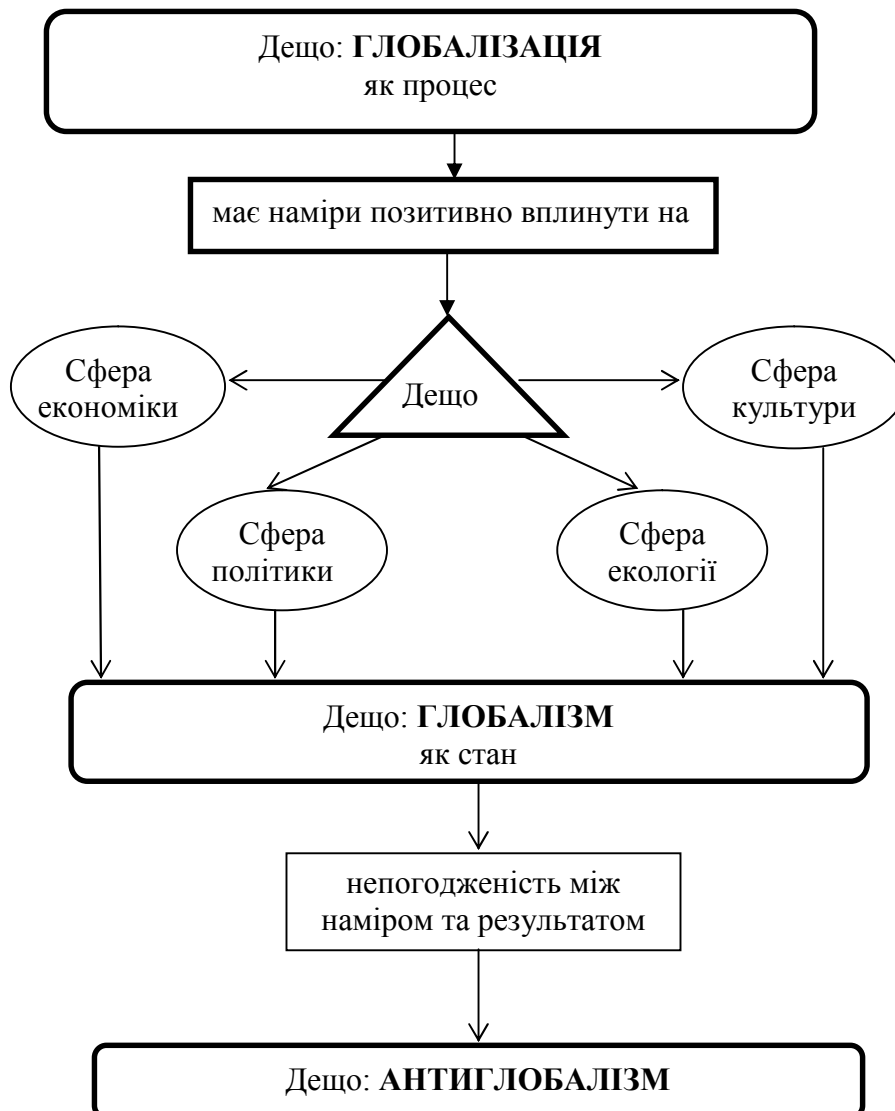 Дещо: ГЛОБАЛІЗАЦІЯ
як процес
має наміри позитивно вплинути на
Сфера
економіки
Дещо
Сфера
культури
Сфера
політики
Сфера
екології
Дещо: ГЛОБАЛІЗМ
як стан
непогодженість між
наміром та результатом
Дещо: АНТИГЛОБАЛІЗМ